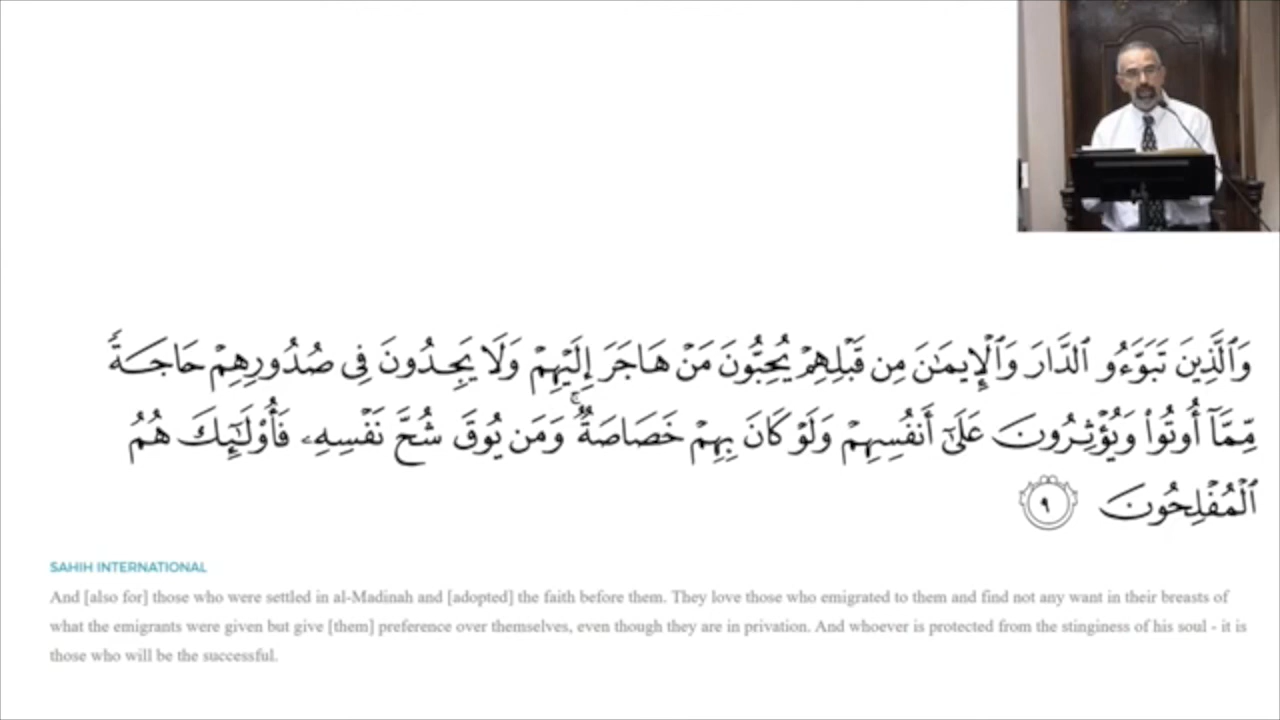 وَٱلَّذِينَ تَبَوَّءُو ٱلدَّارَ وَٱلْإِيمَـٰنَ مِن قَبْلِهِمْ يُحِبُّونَ مَنْ هَاجَرَ إِلَيْهِمْ وَلَا يَجِدُونَ فِى صُدُورِهِمْ حَاجَةً
مِّمَّآ أُوتُوا۟ وَيُؤْثِرُونَ عَلَىٰٓ أَنفُسِهِمْ وَلَوْ كَانَ بِهِمْ خَصَاصَةٌ ۚ وَمَن يُوقَ شُحَّ نَفْسِهِۦ فَأُو۟لَـٰٓئِكَ هُمُ
ٱلْمُفْلِحُونَ ٩
SAHIH INTERNATIONAL
And [also for] those who were settled in al-Madinah and [adopted] the faith before them. They love those who emigrated to them and find not any want in their breasts of
what the emigrants were given but give [them] preference over themselves, even though they are in privation. And whoever is protected from the stinginess of his soul - it is
those who will be the successful.